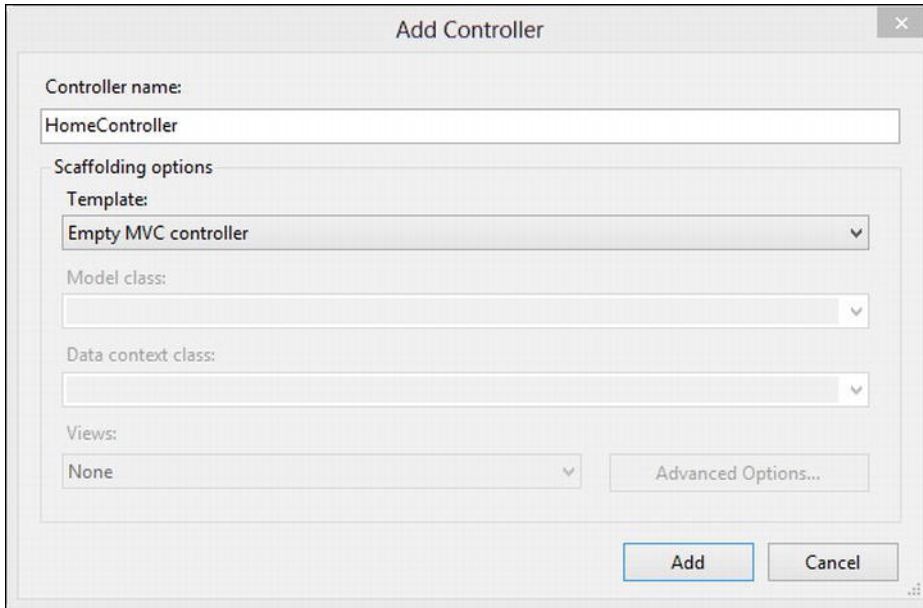 Add Controller
Controller name:
HomeController
Scaffolding options
Template:
Empty MVC controller
Model class:
Data context class:
Views:
None
Advanced Options...
Add
Cancel